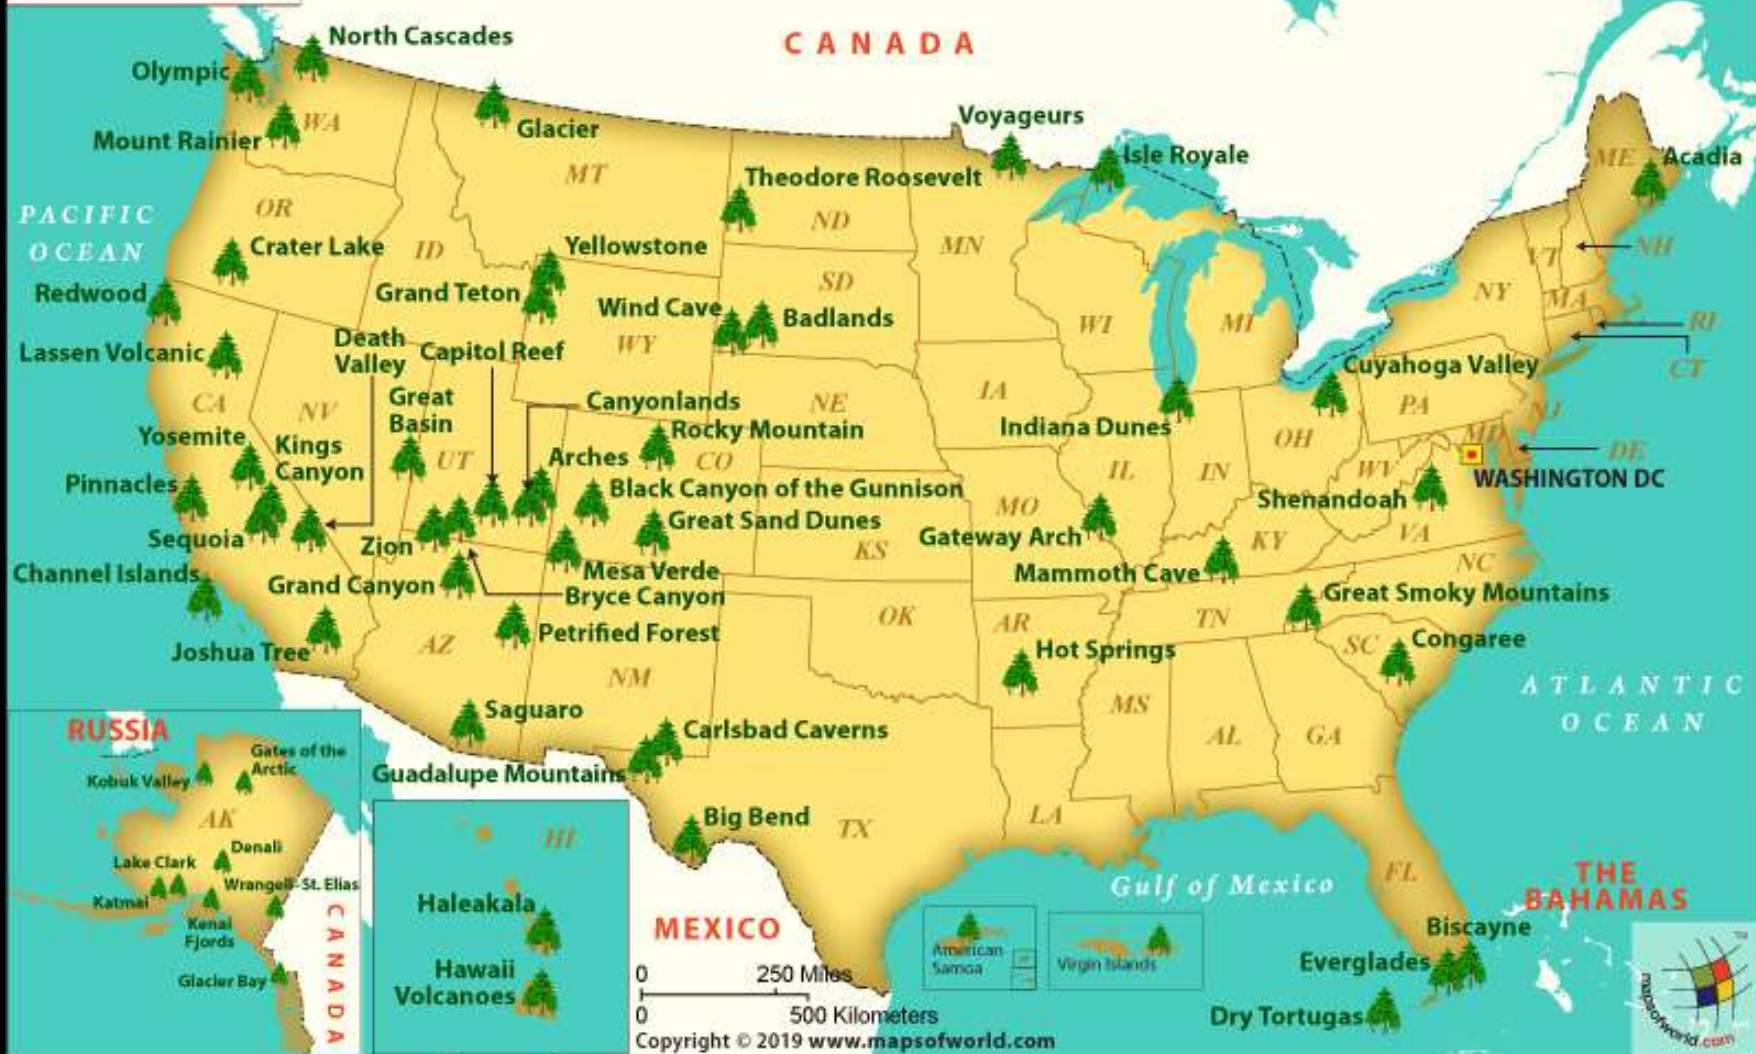 CANADA
North Cascades
Olympic
WA
Mount Rainier
Glacier
MT
Voyageurs
Isle Royale
Theodore Roosevelt
ND
MN
ME
Acadia
PACIFIC
OCEAN
OR
Crater Lake
ID
Yellowstone
VT
NH
Redwood
Grand Teton
SD
NY
MA
Wind Cave
Badlands
WI
MI
RI
Lassen Volcanic
Death
Valley
Capitol Reef
WY
Cuyahoga Valley
CT
CA
NV
Great
Basin
Canyonlands
NE
IA
Indiana Dunes
PA
NJ
Yosemite
Kings
Canyon
UT
Arches
Rocky Mountain
CO
IL
IN
OH
MD
DE
WV
WASHINGTON DC
Pinnacles
Black Canyon of the Gunnison
MO
Shenandoah
Sequoia
Zion
Great Sand Dunes
KS
Gateway Arch
KY
VA
Channel Islands
Grand Canyon
Mesa Verde
Bryce Canyon
Mammoth Cave
NC
Great Smoky Mountains
Joshua Tree
AZ
Petrified Forest
OK
AR
TN
SC
Congaree
NM
Hot Springs
ATLANTIC
OCEAN
Saguaro
Carlsbad Caverns
MS
AL
GA
Guadalupe Mountains
Big Bend
TX
LA
FL
Gulf of Mexico
THE
BAHAMAS
Biscayne
Everglades
Dry Tortugas
RUSSIA
Gates of the
Arctic
Kobuk Valley
AK
Denali
Lake Clark
Wrangell-St. Elias
Katmai
Kenai
Fjords
Glacier Bay
CANADA
HI
Haleakala
Hawaii
Volcanoes
MEXICO
American
Samoa
Virgin Islands
0 250 Miles
0 500 Kilometers
Copyright © 2019 www.mapsofworld.com
mapsofworld.com